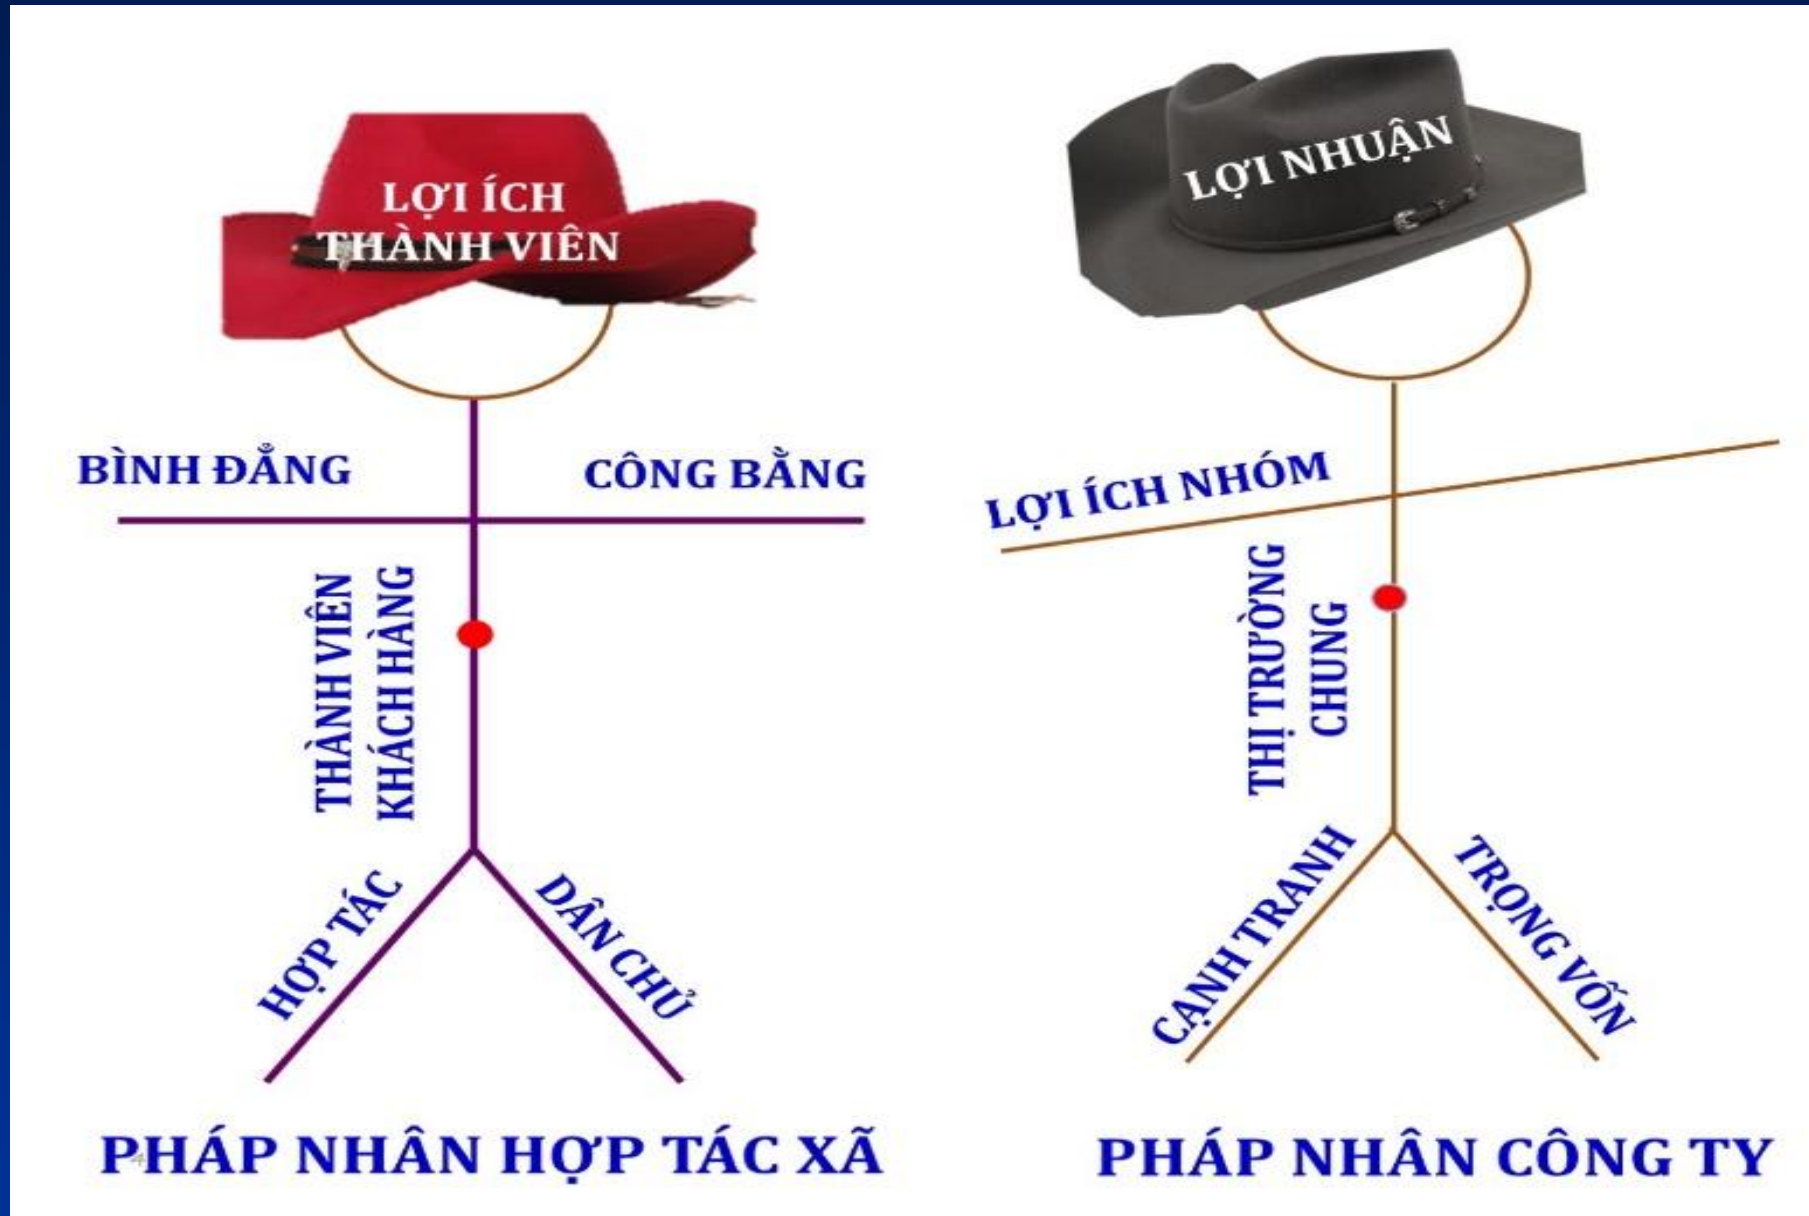 LỢI ÍCH
THÀNH VIÊN
BÌNH ĐẲNG
CÔNG BẰNG
THÀNH VIÊN
KHÁCH HÀNG
HỢP TÁC
DÂN CHỦ
PHÁP NHÂN HỢP TÁC XÃ
LỢI NHUẬN
LỢI ÍCH NHÓM
THỊ TRƯỜNG
CHUNG
CẠNH TRANH
TRỌNG VỐN
PHÁP NHÂN CÔNG TY